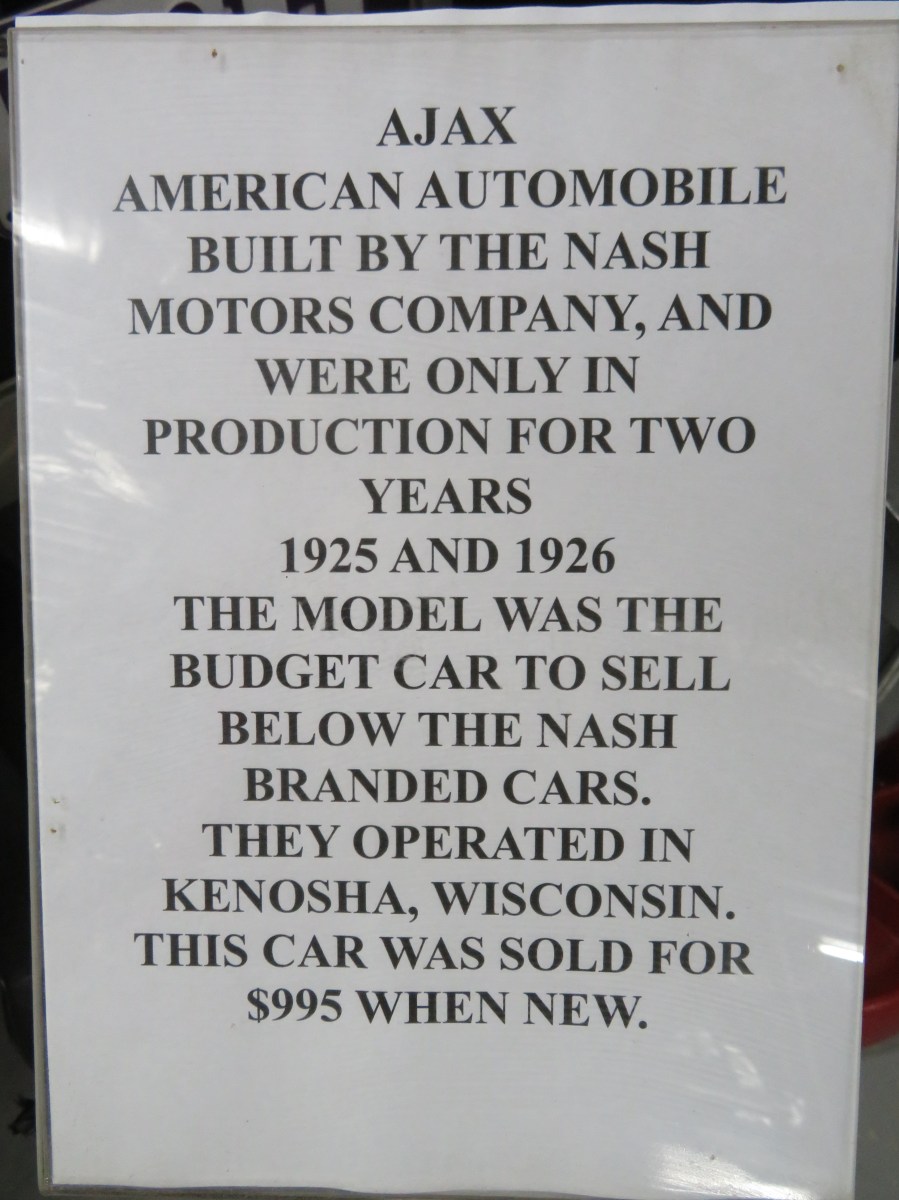 AJAX
AMERICAN AUTOMOBILE
BUILT BY THE NASH
MOTORS COMPANY, AND
WERE ONLY IN
PRODUCTION FOR TWO
YEARS
1925 AND 1926
THE MODEL WAS THE
BUDGET CAR TO SELL
BELOW THE NASH
BRANDED CARS.
THEY OPERATED IN
KENOSHA, WISCONSIN.
THIS CAR WAS SOLD FOR
$995 WHEN NEW.